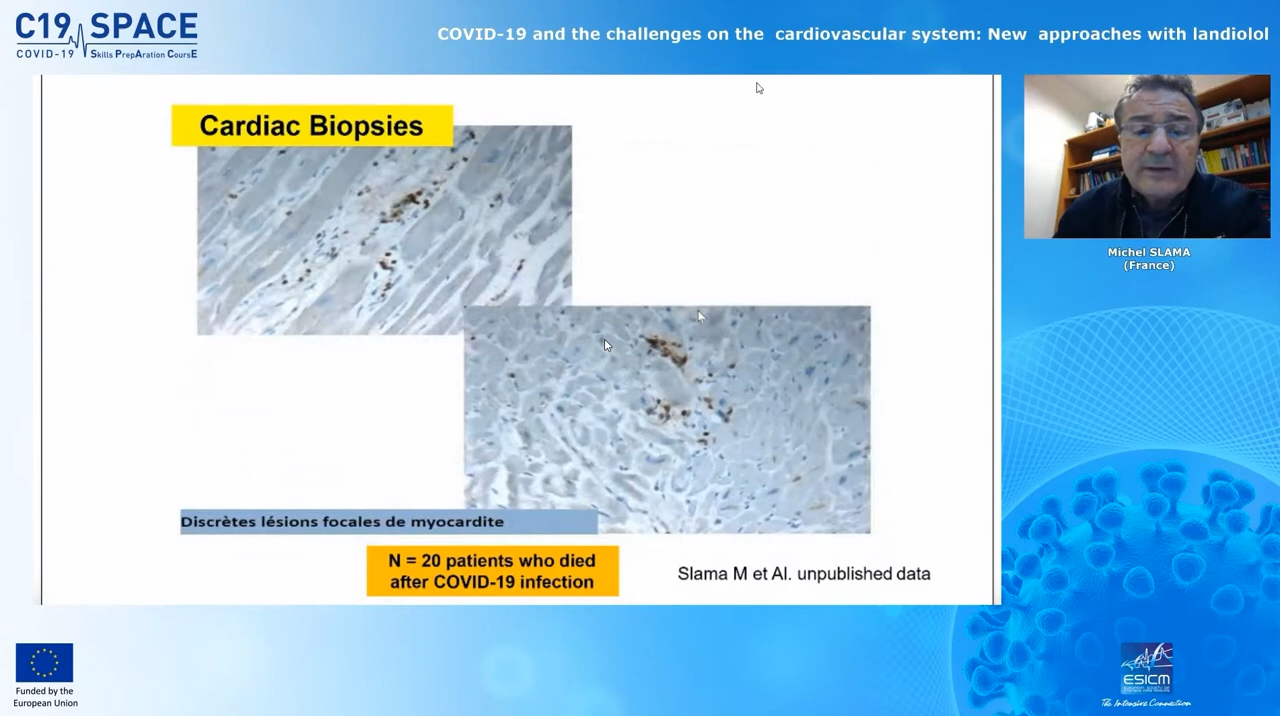 C19 SPACE
COVID-19 Skills PrepAration CoursE
COVID-19 and the challenges on the cardiovascular system: New approaches with landiolol
Cardiac Biopsies
Michel SLAMA
(France)
Discrètes lésions focales de myocardite
N = 20 patients who died
after COVID-19 infection
Slama M et Al. unpublished data
Funded by the
European Union
ESICM
The Intensive Connection